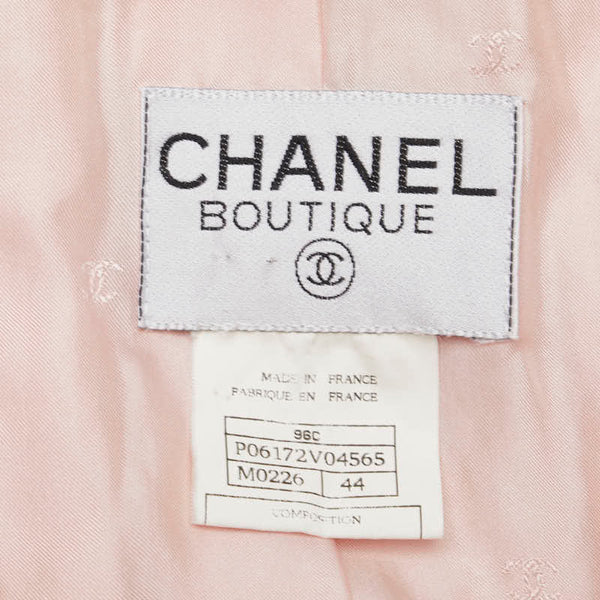 CHANEL
BOUTIQUE
MADE IN FRANCE
FABRIQUE EN FRANCE
96C
P06172V04565
M0226 44
COMPOSITION